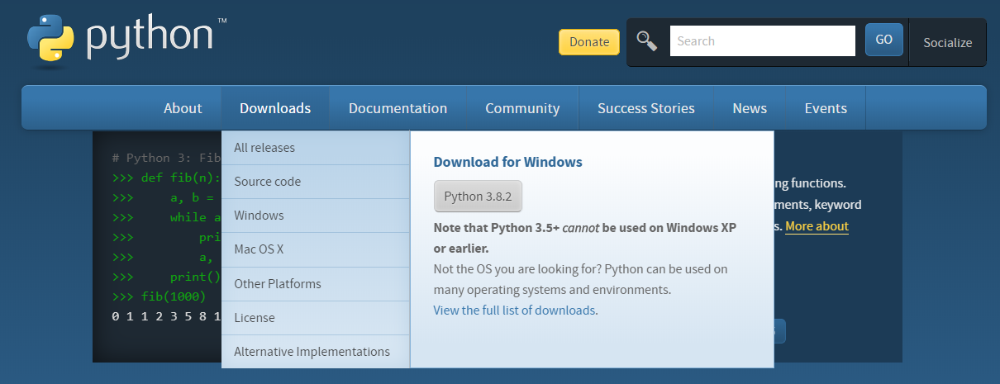 python™
Donate
Search
GO
Socialize
About
Downloads
Documentation
Community
Success Stories
News
Events
All releases
Source code
Windows
Mac OS X
Other Platforms
License
Alternative Implementations
Download for Windows
Python 3.8.2
Note that Python 3.5+ cannot be used on Windows XP
or earlier.
Not the OS you are looking for? Python can be used on
many operating systems and environments.
View the full list of downloads.
# Python 3: Fib
>>> def fib(n):
>>>     a, b =
>>>     while a
>>>         pri
>>>         a,
>>>     print()
>>> fib(1000)
0 1 1 2 3 5 8 1
ng functions.
ments, keyword
s. More about